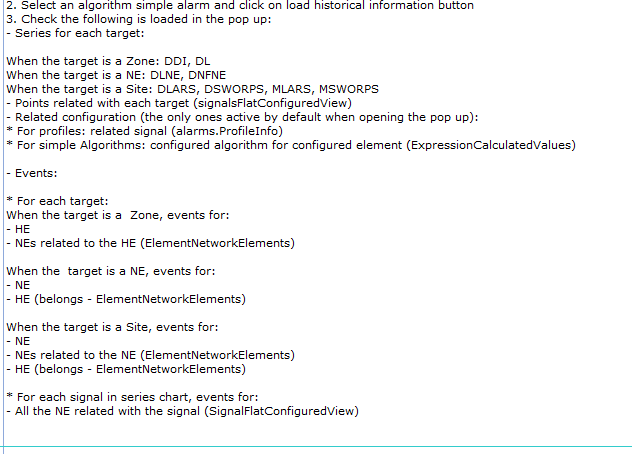 2. Select an algorithm simple alarm and click on load historical information button
3. Check the following is loaded in the pop up:
- Series for each target:
When the target is a Zone: DDI, DL
When the target is a NE: DLNE, DNFNE
When the target is a Site: DLARS, DSWORPS, MLARS, MSWORPS
- Points related with each target (signalsFlatConfiguredView)
- Related configuration (the only ones active by default when opening the pop up):
* For profiles: related signal (alarms.ProfileInfo)
* For simple Algorithms: configured algorithm for configured element (ExpressionCalculatedValues)
- Events:
* For each target:
When the target is a  Zone, events for:
- HE
- NEs related to the HE (ElementNetworkElements)
When the  target is a NE, events for:
- NE
- HE (belongs - ElementNetworkElements)
When the target is a Site, events for:
- NE
- NEs related to the NE (ElementNetworkElements)
- HE (belongs - ElementNetworkElements)
* For each signal in series chart, events for:
- All the NE related with the signal (SignalFlatConfiguredView)